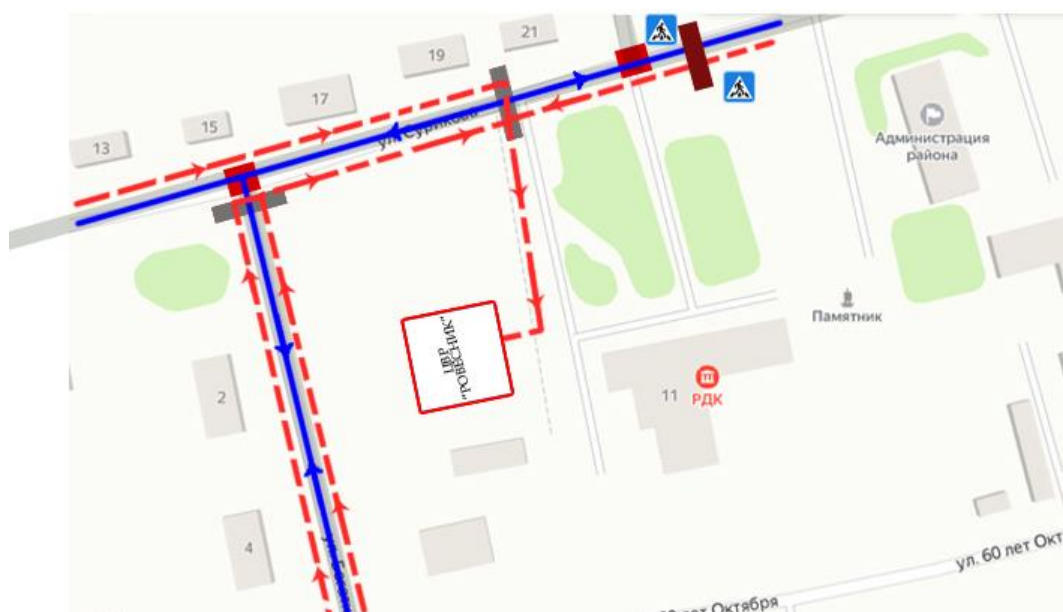 21
19
17
15
13
ул. Сурикова
Администрация
района
Памятник
ЦВР
"РОВЕСНИК"
2
11
РДК
4
ул.
ул. 60 лет Окт
лет Октября